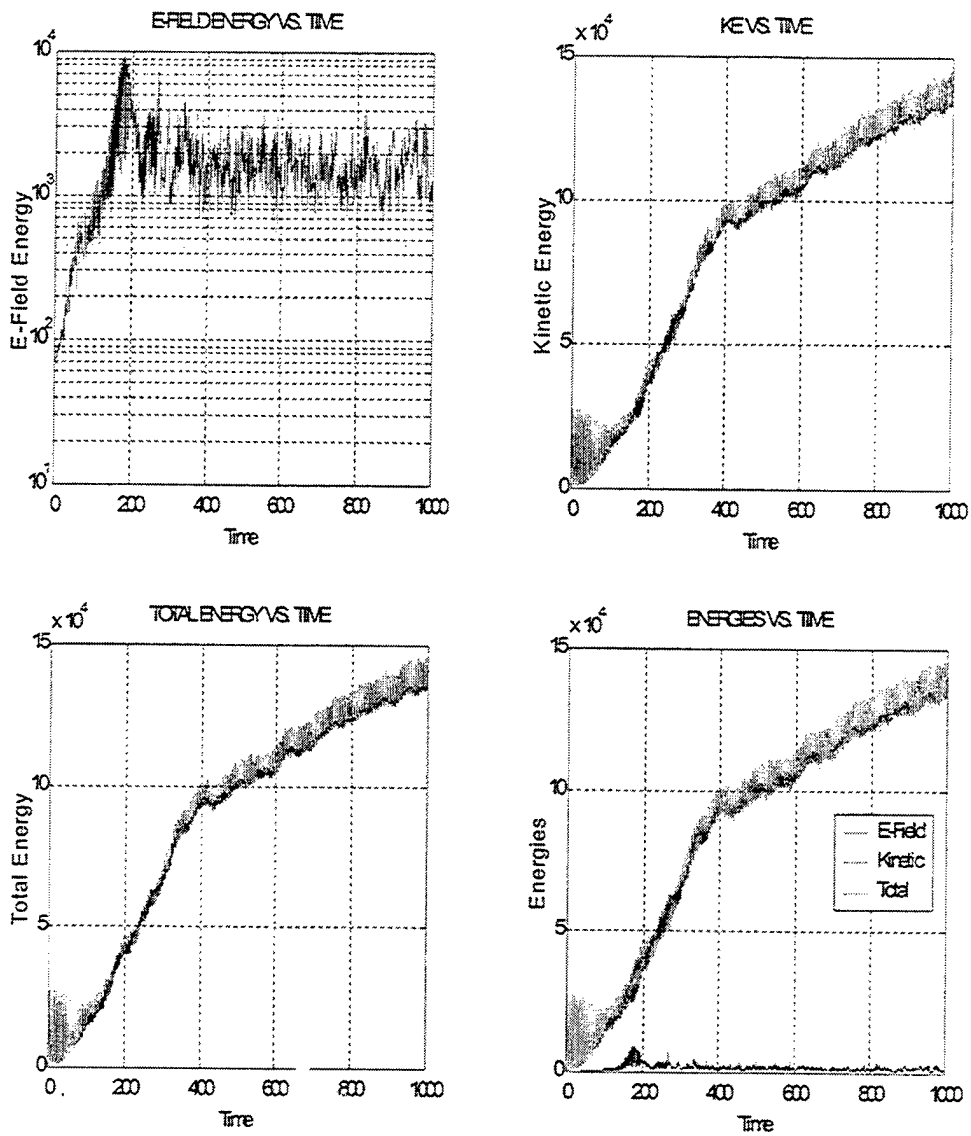 E-FIELD ENERGY VS. TIME
10^4
10^3
10^2
10^1
E-Field Energy
0 200 400 600 800 1000
Time
KE VS. TIME
x 10^4
15
10
5
0
Kinetic Energy
0 200 400 600 800 1000
Time
TOTAL ENERGY VS. TIME
x 10^4
15
10
5
0
Total Energy
0 200 400 600 800 1000
Time
ENERGIES VS. TIME
x 10^4
15
10
5
0
Energies
E-Field
Kinetic
Total
0 200 400 600 800 1000
Time